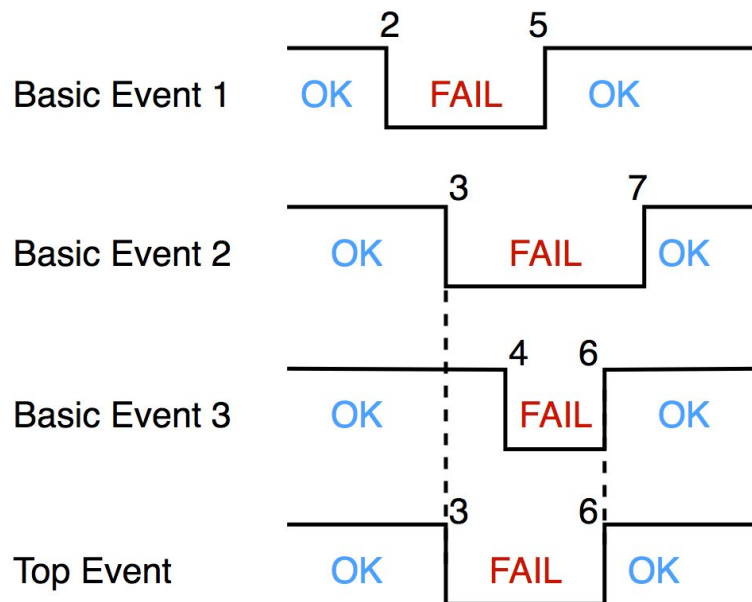 2 5
Basic Event 1 OK FAIL OK
3 7
Basic Event 2 OK FAIL OK
4 6
Basic Event 3 OK FAIL OK
3 6
Top Event OK FAIL OK